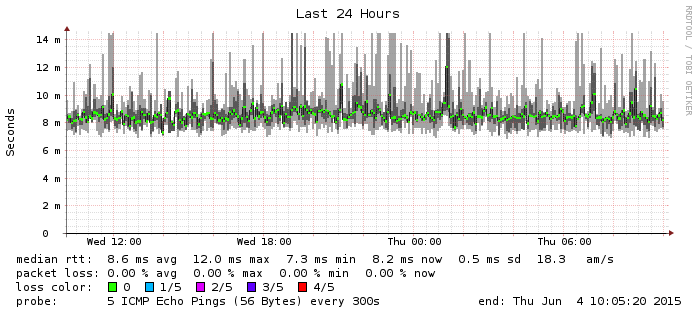 Last 24 Hours
RRDTOOL / TOBI OETIKER
Seconds
14 m
12 m
10 m
8 m
6 m
4 m
2 m
0
Wed 12:00 Wed 18:00 Thu 00:00 Thu 06:00
median rtt: 8.6 ms avg 12.0 ms max 7.3 ms min 8.2 ms now 0.5 ms sd 18.3 am/s
packet loss: 0.00 % avg 0.00 % max 0.00 % min 0.00 % now
loss color: 0 1/5 2/5 3/5 4/5
probe: 5 ICMP Echo Pings (56 Bytes) every 300s end: Thu Jun 4 10:05:20 2015